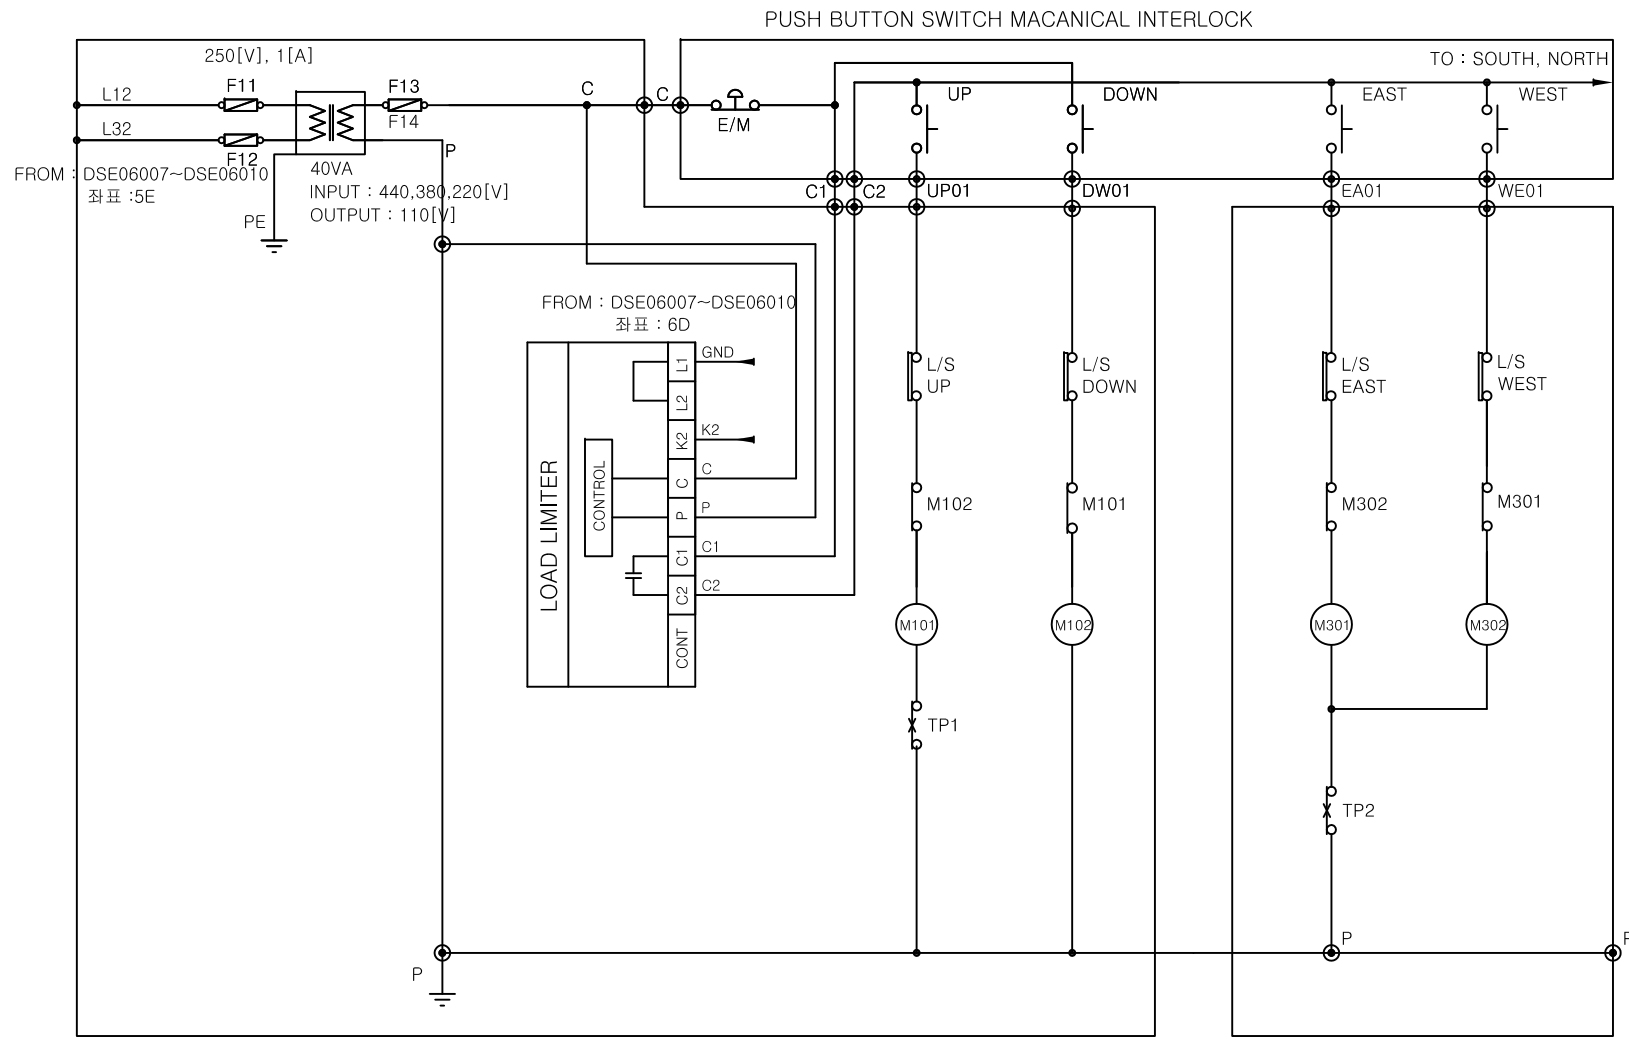 PUSH BUTTON SWITCH MACANICAL INTERLOCK
250[V], 1[A]
TO : SOUTH, NORTH
L12
F11
F13
C
C
UP
DOWN
EAST
WEST
F14
E/M
L32
F12
P
FROM : DSE06007~DSE06010
좌표 :5E
40VA
INPUT : 440,380,220[V]
OUTPUT : 110[V]
PE
C1
C2
UP01
DW01
EA01
WE01
FROM : DSE06007~DSE06010
좌표 : 6D
LOAD LIMITER
CONTROL
L1
GND
L2
K2
K2
C
C
P
P
C1
C1
C2
C2
CONT
L/S
UP
L/S
DOWN
L/S
EAST
L/S
WEST
M102
M101
M302
M301
M101
M102
M301
M302
TP1
TP2
P
P